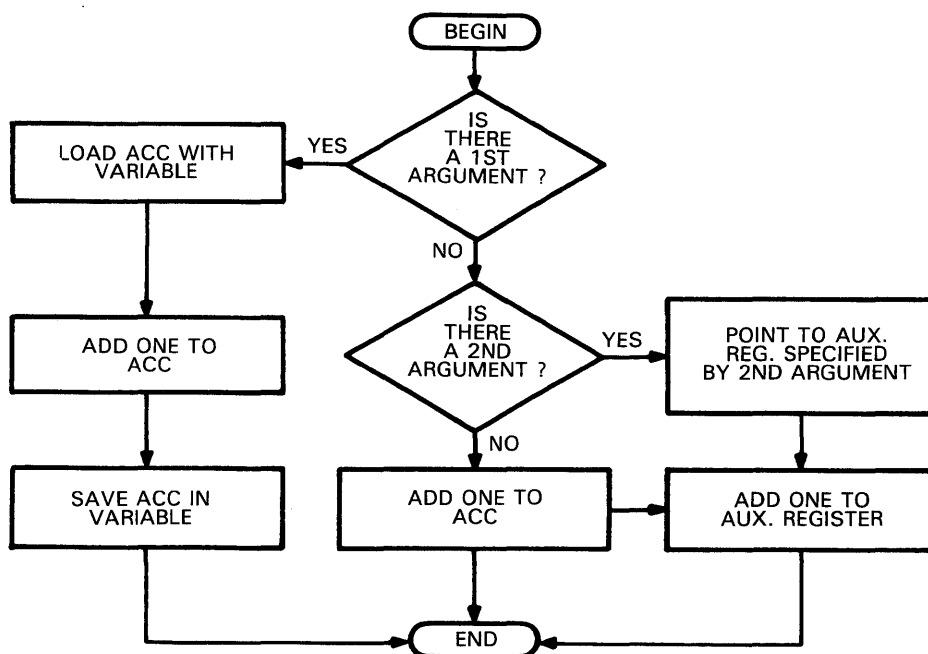 BEGIN
IS
THERE
A 1ST
ARGUMENT ?
YES
LOAD ACC WITH
VARIABLE
NO
ADD ONE TO
ACC
IS
THERE
A 2ND
ARGUMENT ?
YES
POINT TO AUX.
REG. SPECIFIED
BY 2ND ARGUMENT
NO
SAVE ACC IN
VARIABLE
ADD ONE TO
ACC
ADD ONE TO
AUX. REGISTER
END